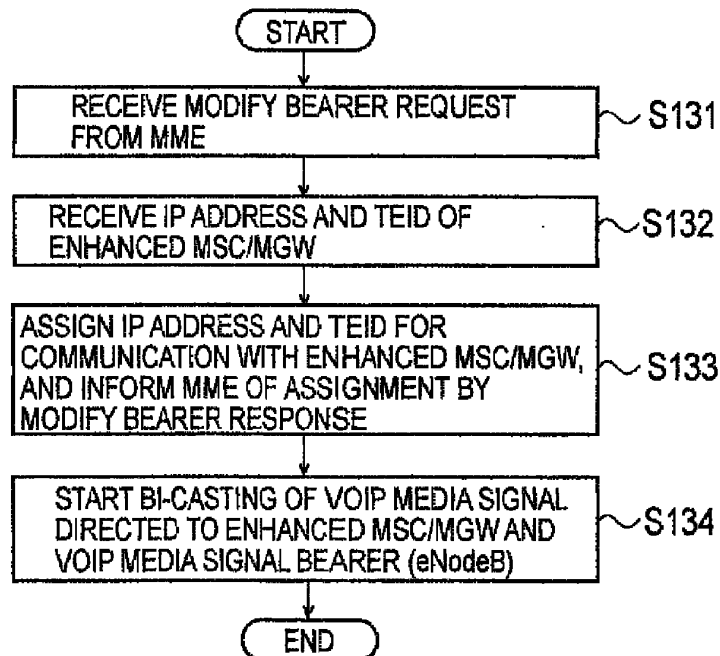 START
RECEIVE MODIFY BEARER REQUEST
FROM MME
S131
RECEIVE IP ADDRESS AND TEID OF
ENHANCED MSC/MGW
S132
ASSIGN IP ADDRESS AND TEID FOR
COMMUNICATION WITH ENHANCED MSC/MGW,
AND INFORM MME OF ASSIGNMENT BY
MODIFY BEARER RESPONSE
S133
START BI-CASTING OF VOIP MEDIA SIGNAL
DIRECTED TO ENHANCED MSC/MGW AND
VOIP MEDIA SIGNAL BEARER (eNodeB)
S134
END